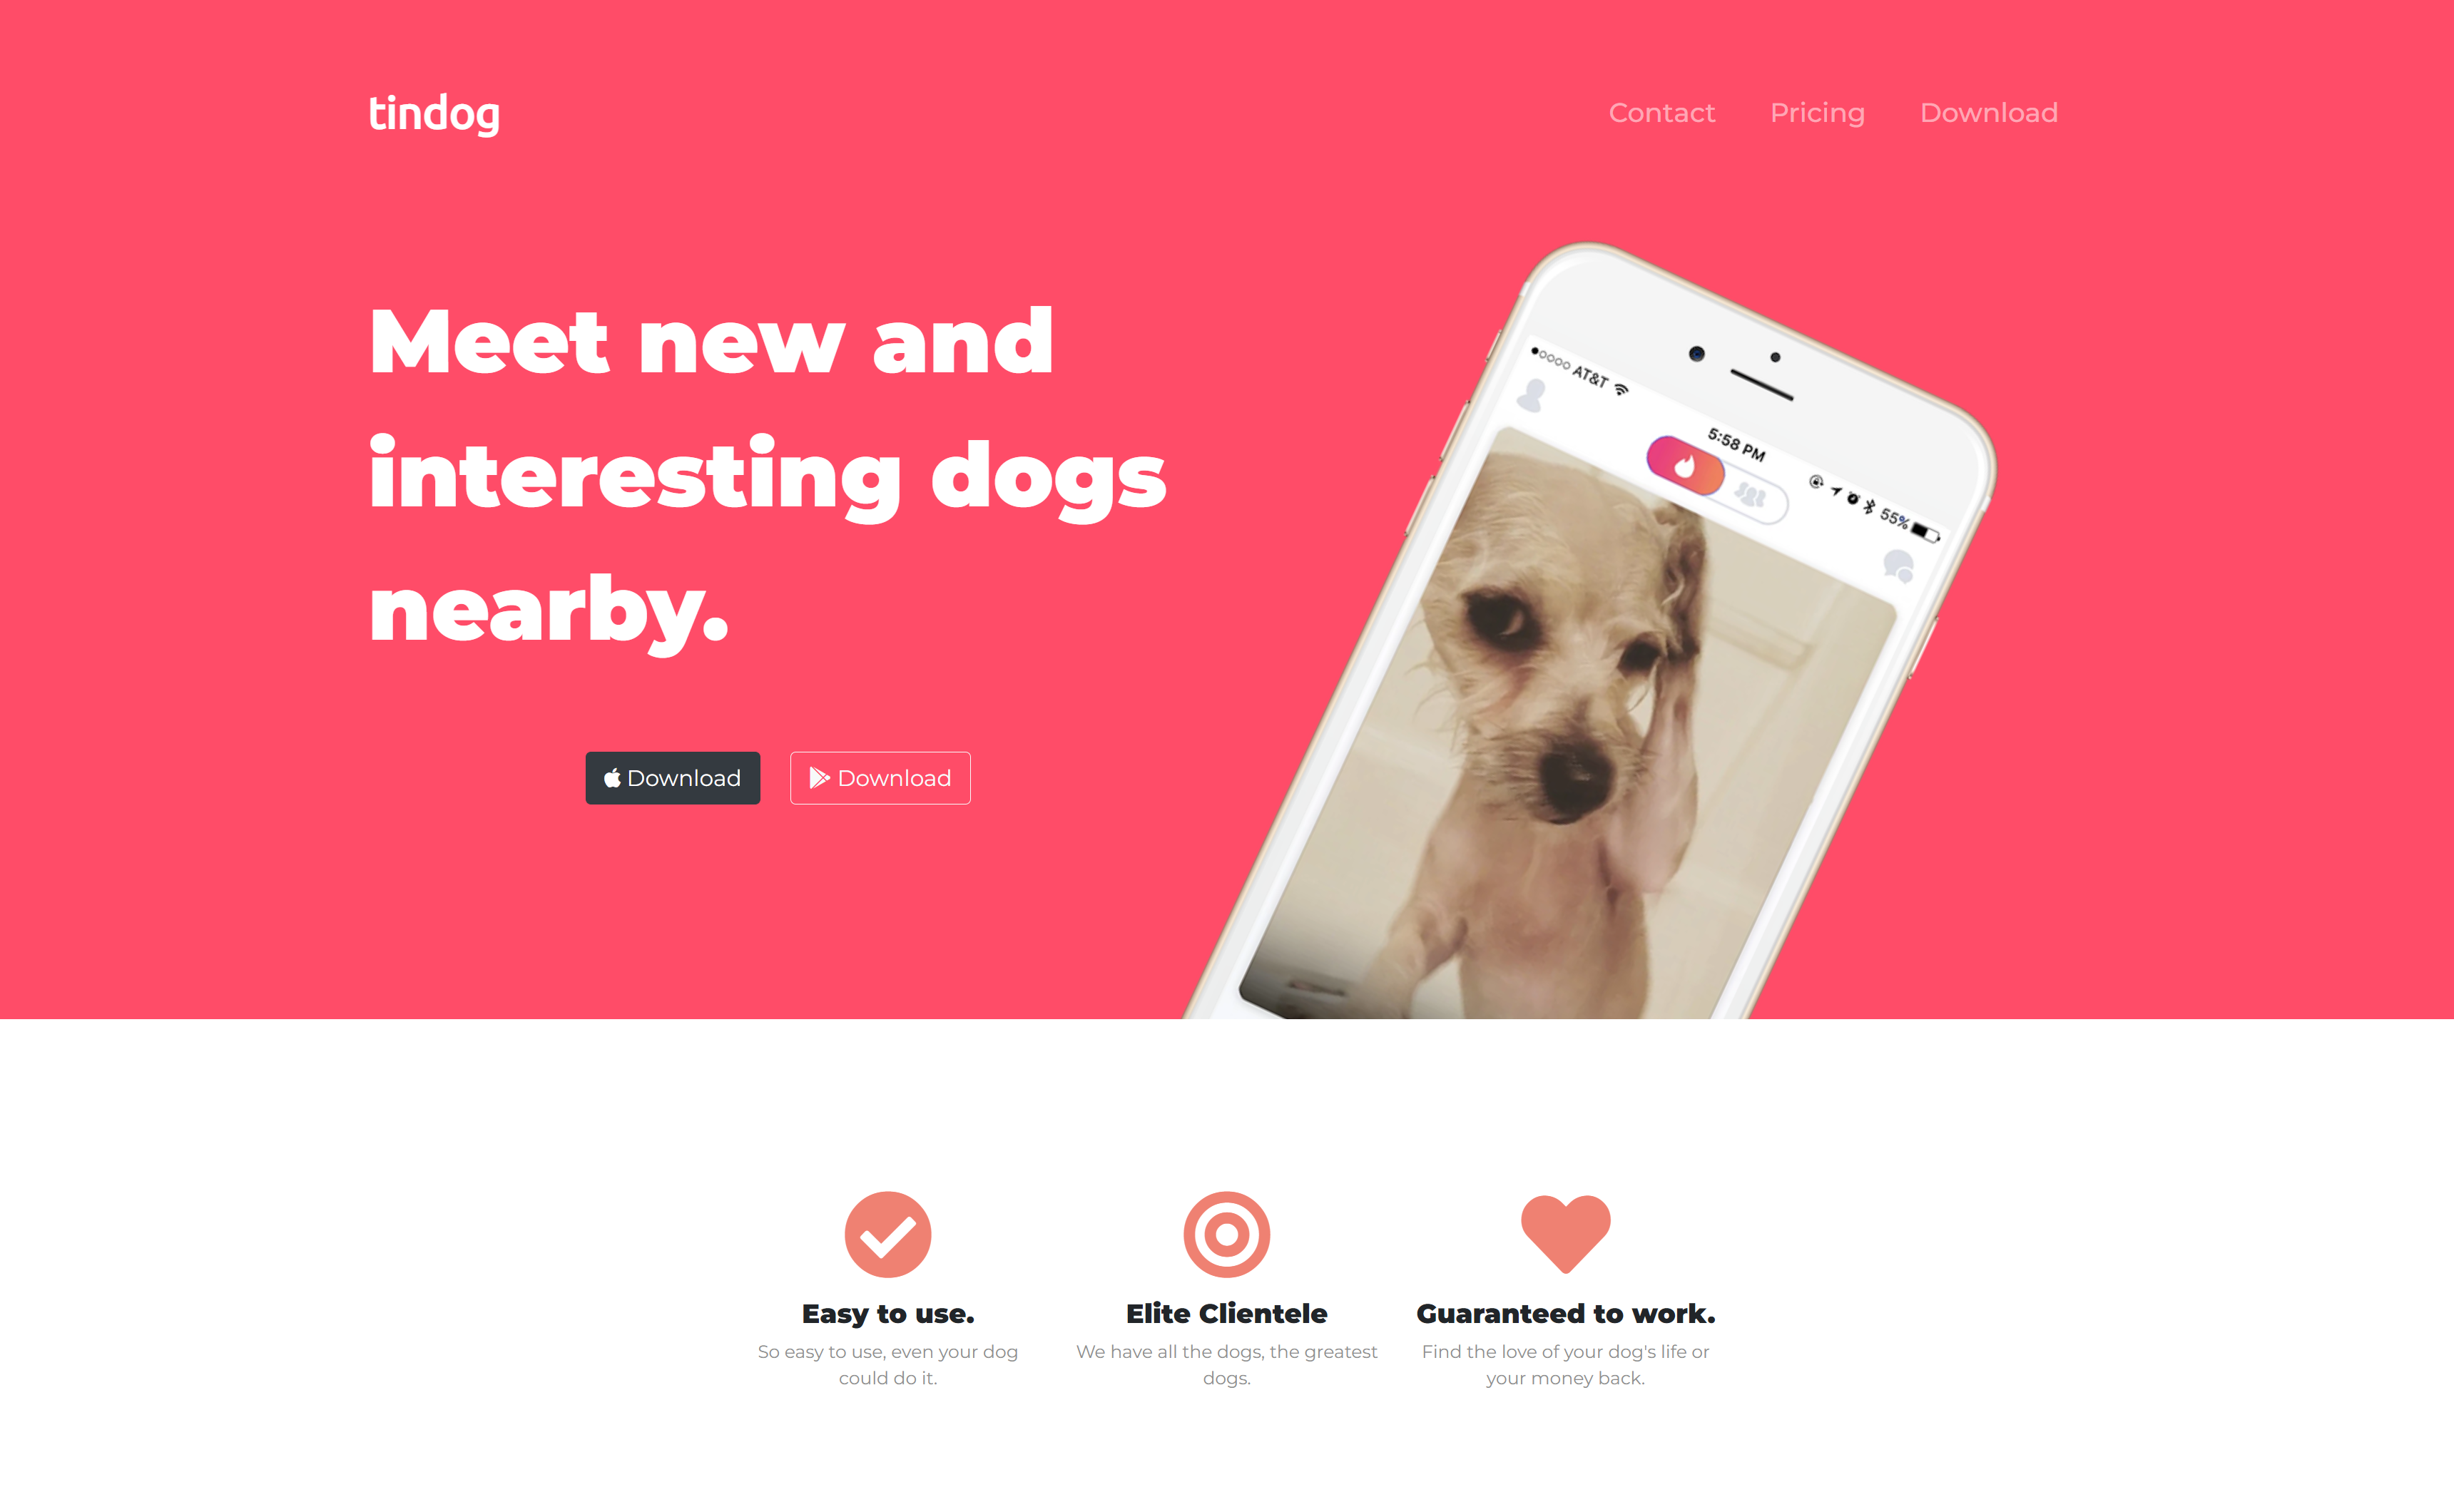 tindog
Contact Pricing Download
Meet new and
interesting dogs
nearby.
Download Download
AT&T
5:58 PM
55%
Easy to use.
So easy to use, even your dog
could do it.
Elite Clientele
We have all the dogs, the greatest
dogs.
Guaranteed to work.
Find the love of your dog's life or
your money back.